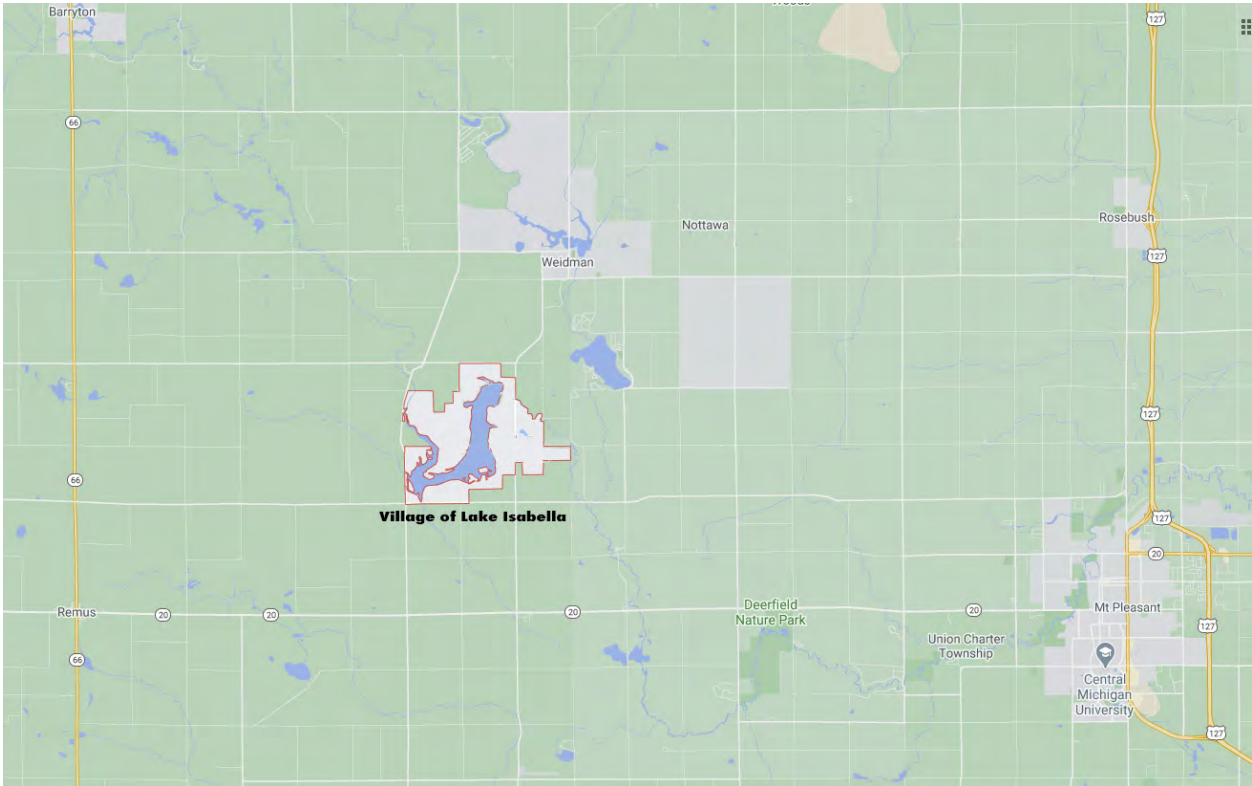 Barryton
127
66
Nottawa
Rosebush
Weidman
127
127
66
Village of Lake Isabella
127
20
Remus
20
20
20
20
Deerfield
Nature Park
Mt Pleasant
127
Union Charter
Township
66
Central
Michigan
University
127